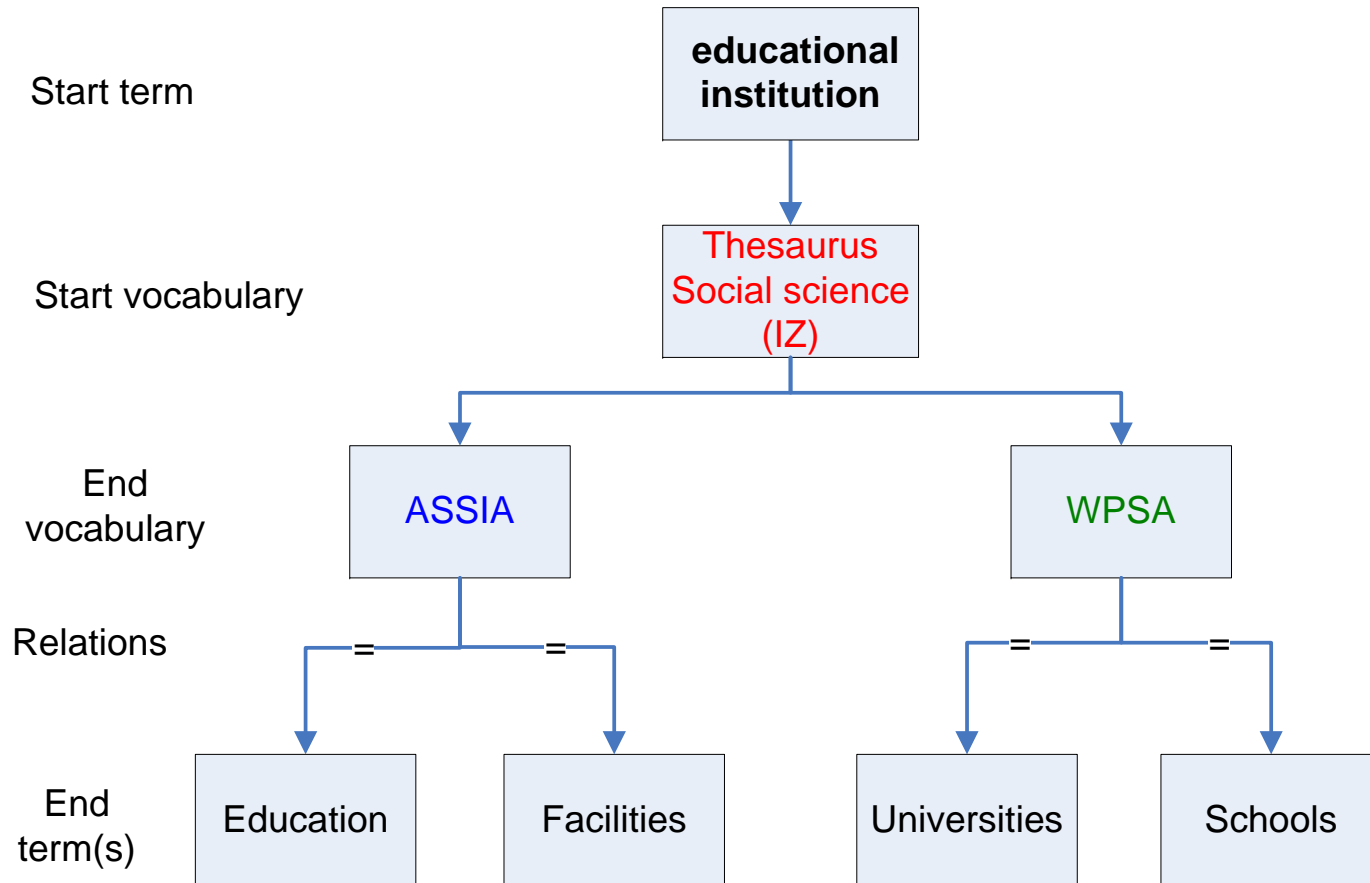 Start term
educational
institution
Start vocabulary
Thesaurus
Social science
(IZ)
End
vocabulary
ASSIA
WPSA
Relations
=
=
=
=
End
term(s)
Education
Facilities
Universities
Schools